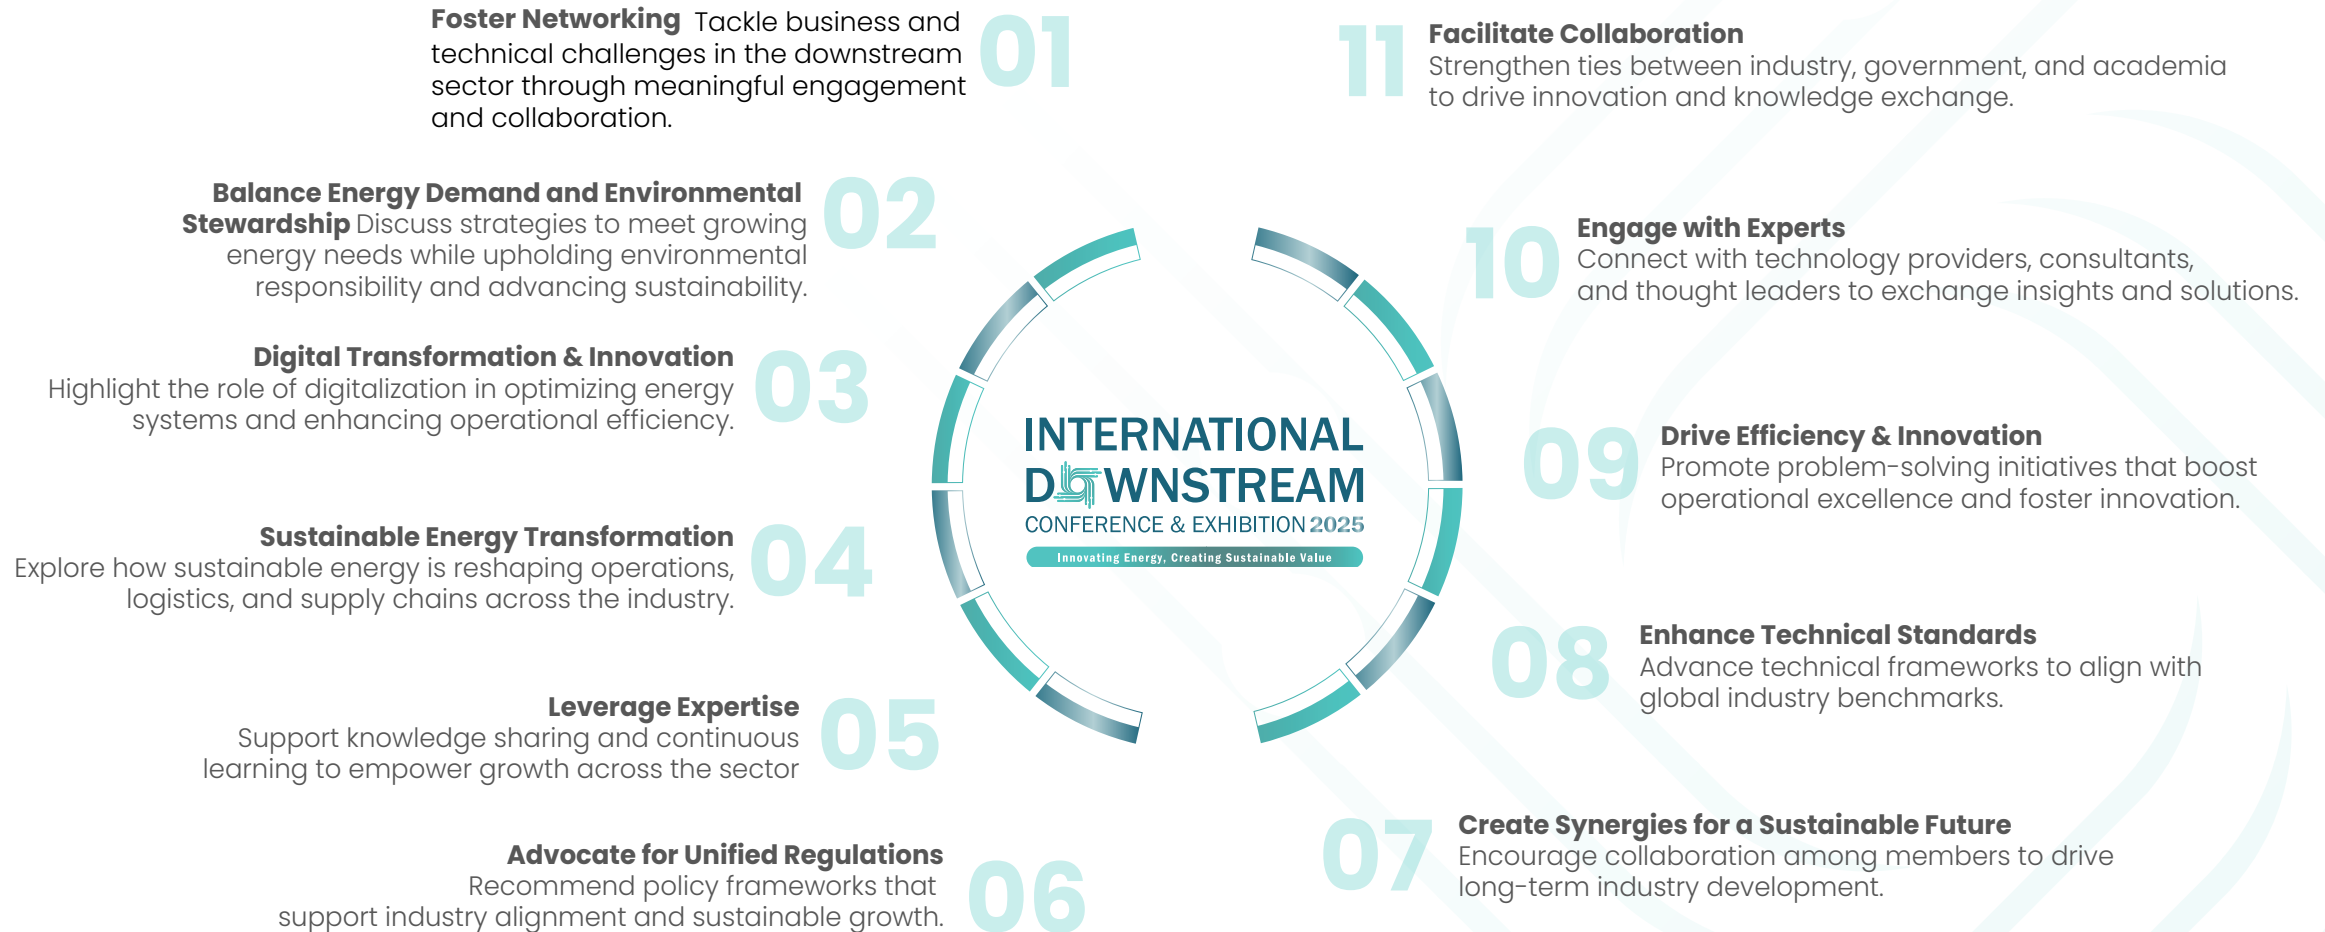 Foster Networking Tackle business and
technical challenges in the downstream
sector through meaningful engagement
and collaboration.
01
Balance Energy Demand and Environmental
Stewardship Discuss strategies to meet growing
energy needs while upholding environmental
responsibility and advancing sustainability.
02
Digital Transformation & Innovation
Highlight the role of digitalization in optimizing energy
systems and enhancing operational efficiency.
03
Sustainable Energy Transformation
Explore how sustainable energy is reshaping operations,
logistics, and supply chains across the industry.
04
Leverage Expertise
Support knowledge sharing and continuous
learning to empower growth across the sector
05
Advocate for Unified Regulations
Recommend policy frameworks that
support industry alignment and sustainable growth.
06
INTERNATIONAL
DOWNSTREAM
CONFERENCE & EXHIBITION 2025
Innovating Energy, Creating Sustainable Value
11
Facilitate Collaboration
Strengthen ties between industry, government, and academia
to drive innovation and knowledge exchange.
10
Engage with Experts
Connect with technology providers, consultants,
and thought leaders to exchange insights and solutions.
09
Drive Efficiency & Innovation
Promote problem-solving initiatives that boost
operational excellence and foster innovation.
08
Enhance Technical Standards
Advance technical frameworks to align with
global industry benchmarks.
07
Create Synergies for a Sustainable Future
Encourage collaboration among members to drive
long-term industry development.